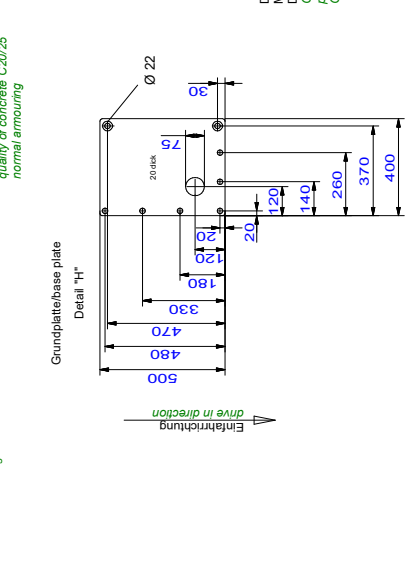 quality of concrete C20/25
normal armouring
Grundplatte/base plate
Detail "H"
Ø 22
30
75
20 dick
20
120
180
330
470
480
500
20
120
140
260
370
400
Einfahrrichtung
drive in direction